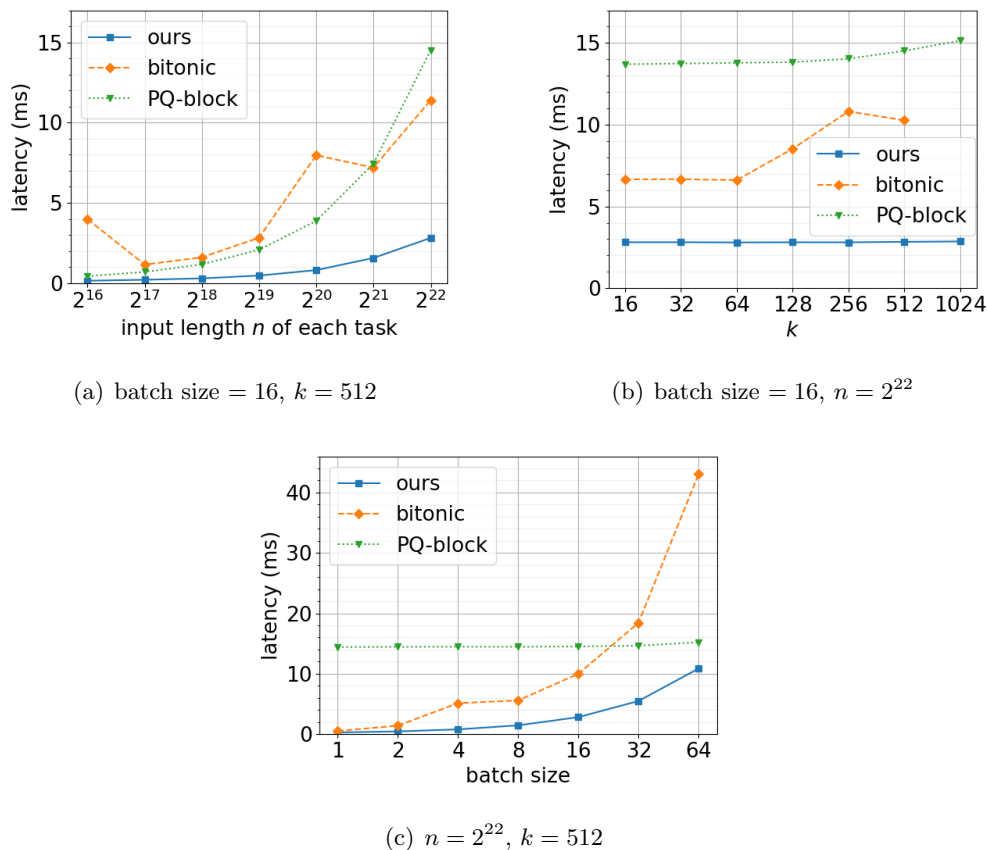 latency (ms)
15
10
5
0
ours
bitonic
PQ-block
2^16 2^17 2^18 2^19 2^20 2^21 2^22
input length n of each task
(a) batch size = 16, k = 512
latency (ms)
15
10
5
0
ours
bitonic
PQ-block
16 32 64 128 256 512 1024
k
(b) batch size = 16, n = 2^22
latency (ms)
40
30
20
10
0
ours
bitonic
PQ-block
1 2 4 8 16 32 64
batch size
(c) n = 2^22, k = 512